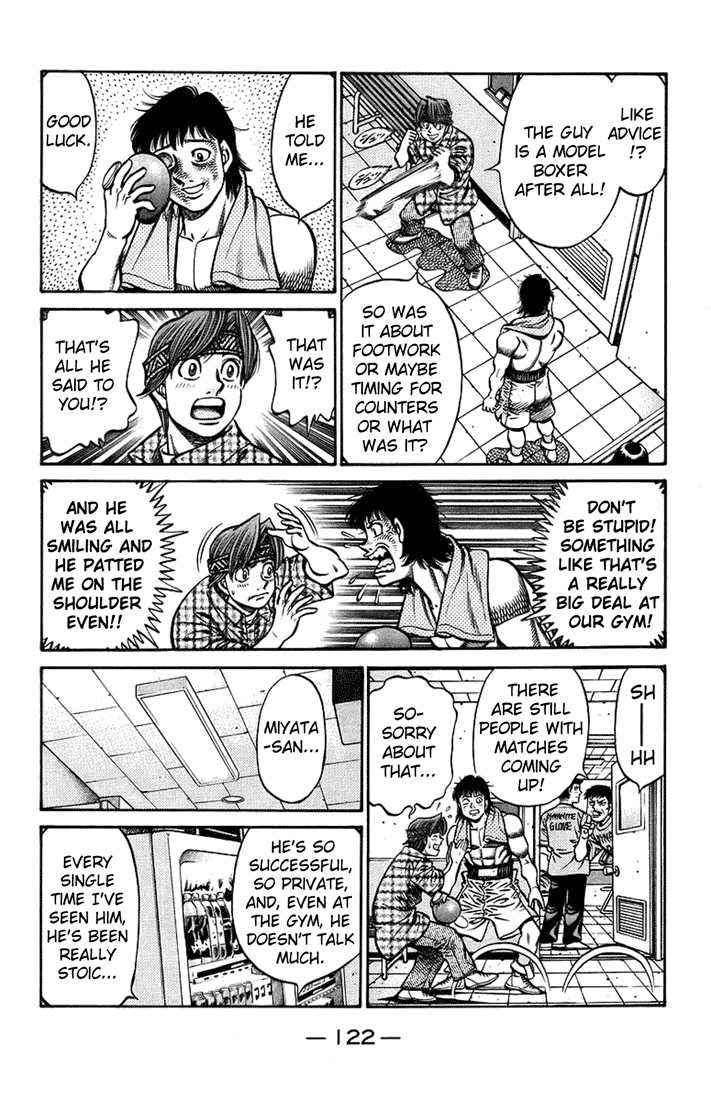 LIKE
ADVICE
!?
THE GUY
IS A MODEL
BOXER
AFTER ALL!
SO WAS
IT ABOUT
FOOTWORK
OR MAYBE
TIMING FOR
COUNTERS
OR WHAT
WAS IT?
HE
TOLD
ME...
GOOD
LUCK.
THAT
WAS
IT!?
THAT'S
ALL HE
SAID TO
YOU!?
DON'T
BE STUPID!
SOMETHING
LIKE THAT'S
A REALLY
BIG DEAL AT
OUR GYM!
AND HE
WAS ALL
SMILING AND
HE PATTED
ME ON THE
SHOULDER
EVEN!!
SH
—
HH
THERE
ARE STILL
PEOPLE WITH
MATCHES
COMING
UP!
SO-
SORRY
ABOUT
THAT...
GLOVE
MIYATA
-SAN...
HE'S SO
SUCCESSFUL,
SO PRIVATE,
AND, EVEN AT
THE GYM, HE
DOESN'T TALK
MUCH.
EVERY
SINGLE
TIME I'VE
SEEN HIM,
HE'S BEEN
REALLY
STOIC...
— 122 —